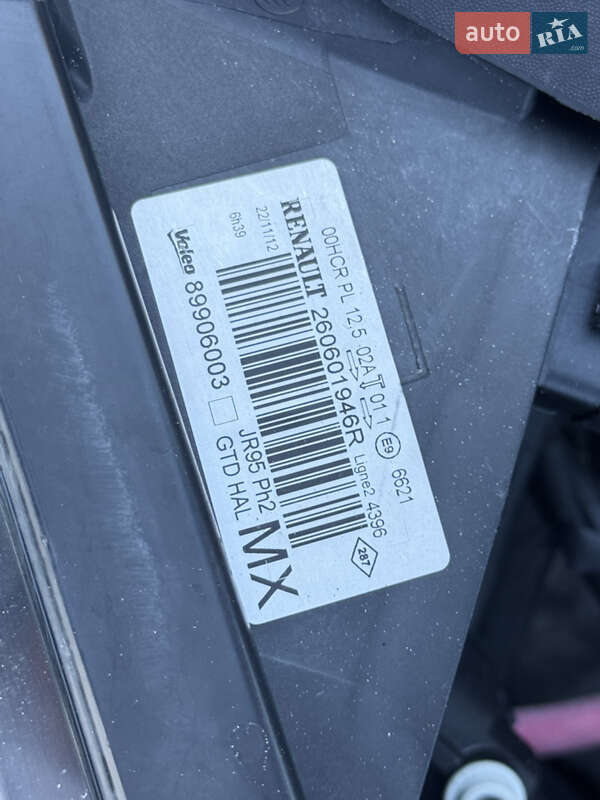 auto RIA
.com
00HCR PL 12,5 02A 01 1 E9 6621
RENAULT 260601946R Ligne2 4396
22/11/12
6h39
287
Valeo 89906003 JR95 Ph2
GTD HAL
MX